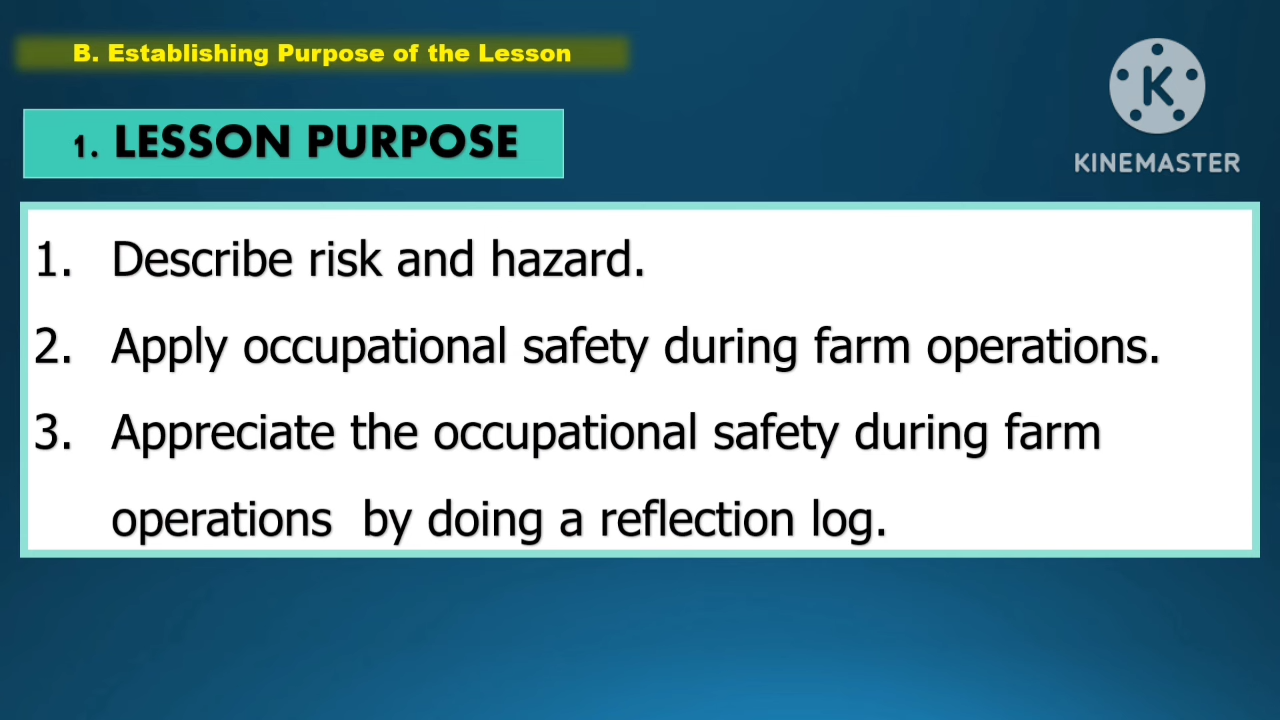 B. Establishing Purpose of the Lesson
1. LESSON PURPOSE
K
KINEMASTER
1. Describe risk and hazard.
2. Apply occupational safety during farm operations.
3. Appreciate the occupational safety during farm
operations  by doing a reflection log.